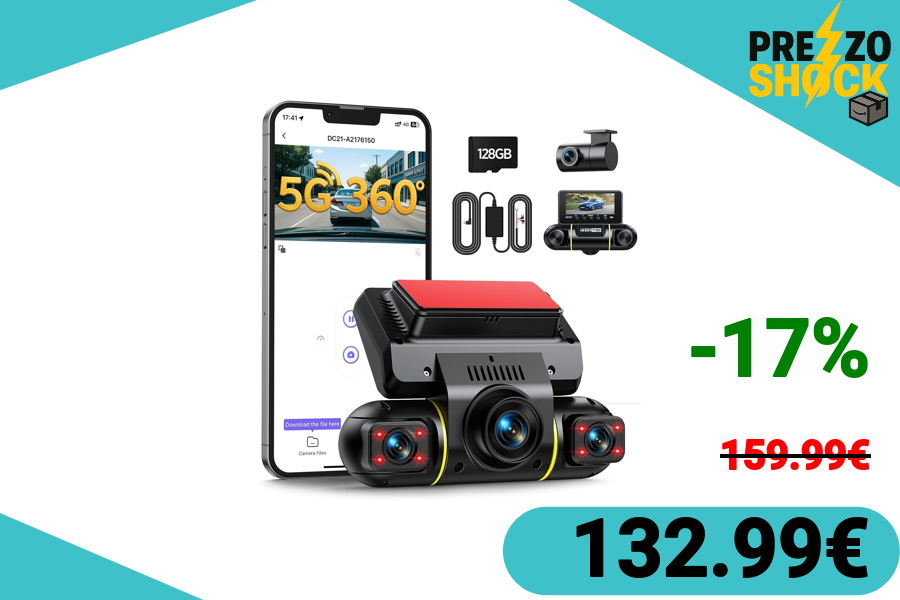 PREZZO
SHOCK
17:41
4G
DC21-A2176150
5G 360°
128GB
Download the file here
Camera Files
-17%
159.99€
132.99€